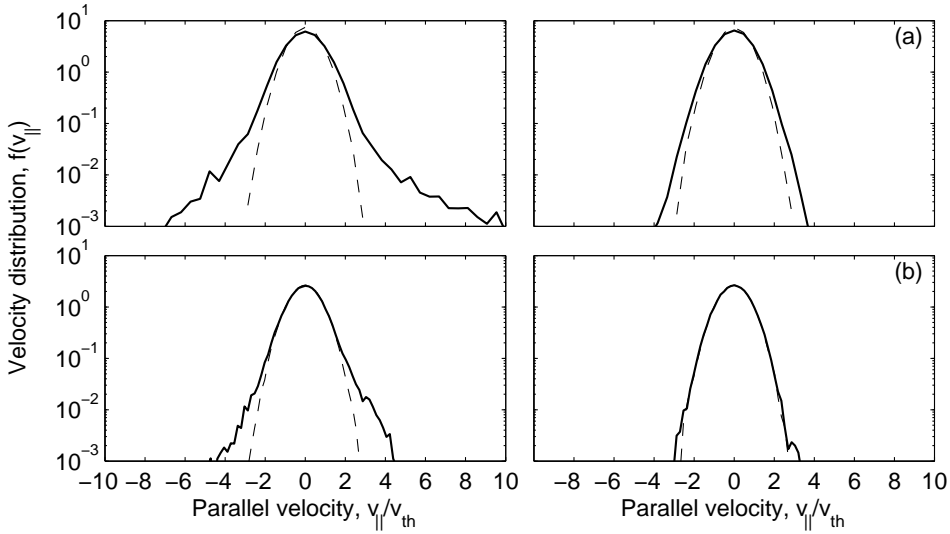 10^1
10^0
10^-1
10^-2
10^-3
(a)
Velocity distribution, f(v_||)
10^1
10^0
10^-1
10^-2
10^-3
(b)
−10 −8 −6 −4 −2 0 2 4 6 8 10
−8 −6 −4 −2 0 2 4 6 8 10
Parallel velocity, v_||/v_th
Parallel velocity, v_||/v_th